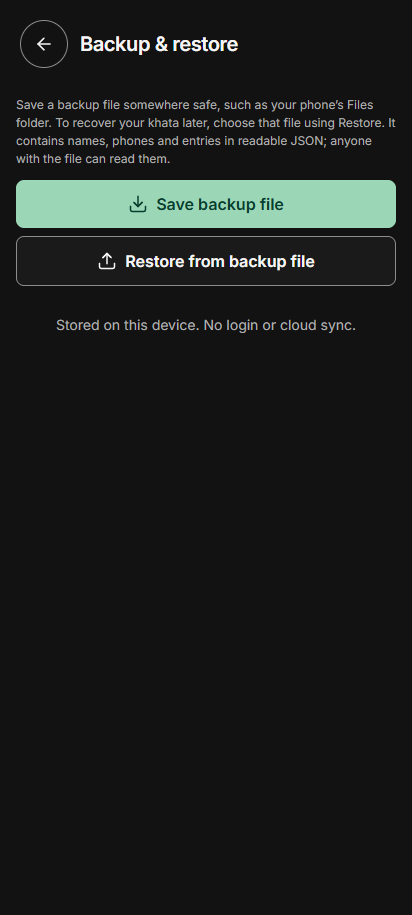 Backup & restore
Save a backup file somewhere safe, such as your phone’s Files
folder. To recover your khata later, choose that file using Restore. It
contains names, phones and entries in readable JSON; anyone
with the file can read them.
Save backup file
Restore from backup file
Stored on this device. No login or cloud sync.